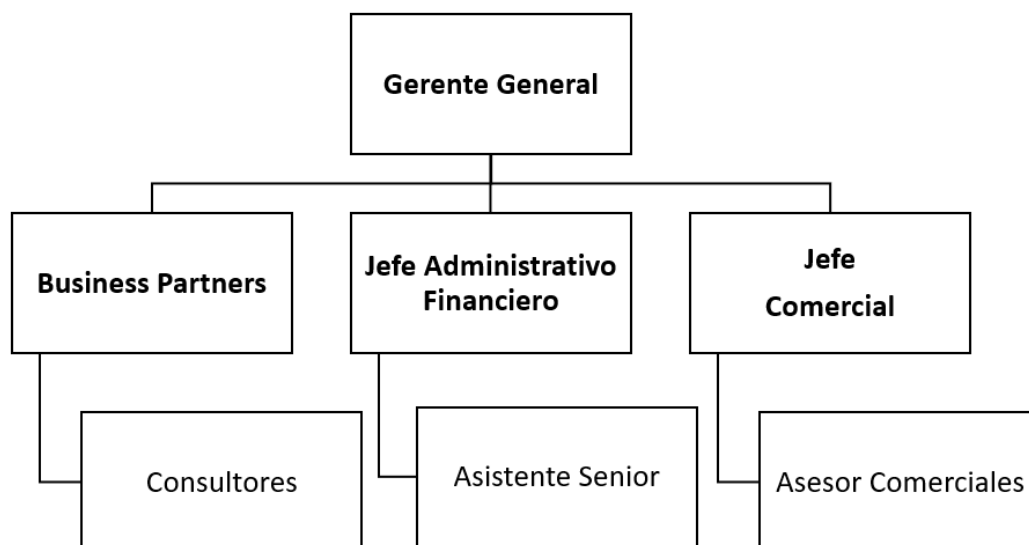 Gerente General
Business Partners
Jefe Administrativo
Financiero
Jefe
Comercial
Consultores
Asistente Senior
Asesor Comerciales